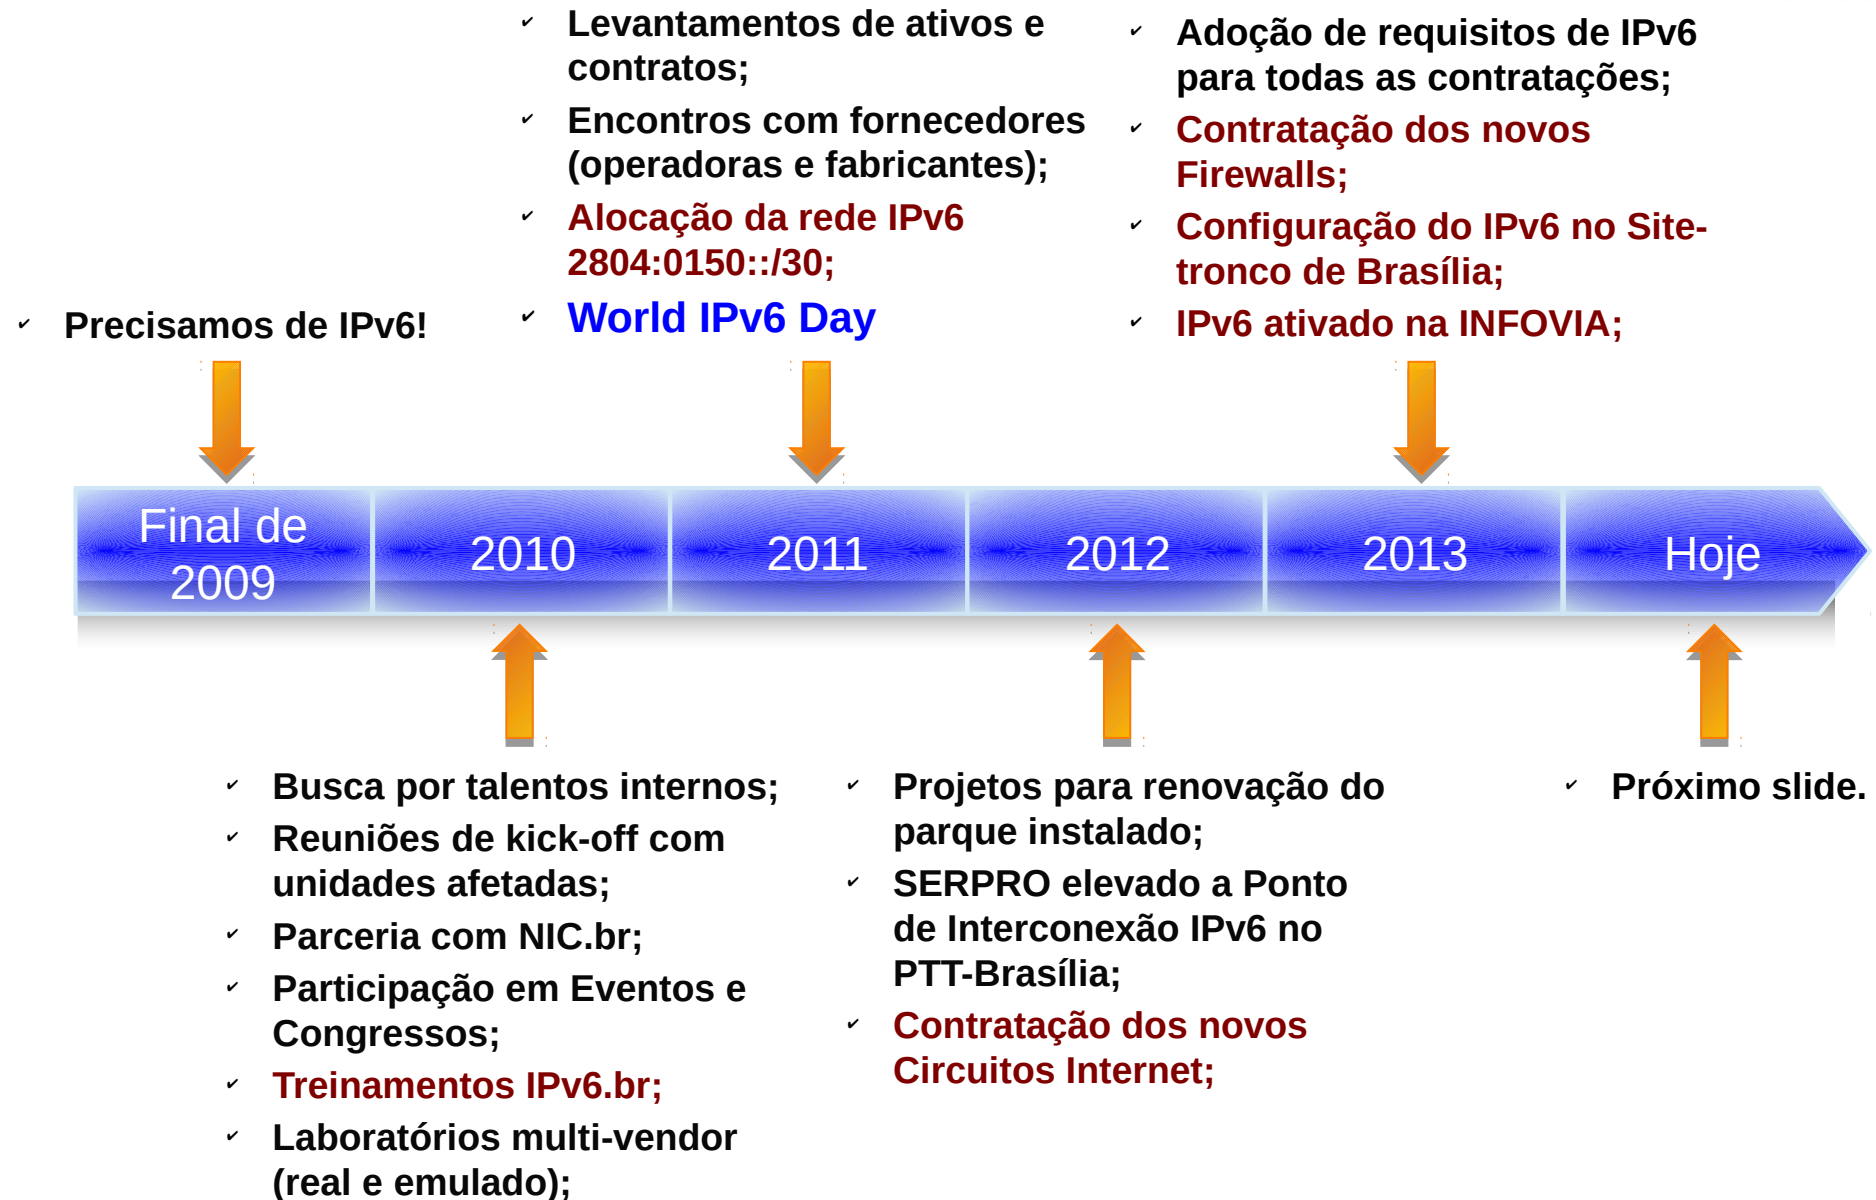 Levantamentos de ativos e
contratos;
Encontros com fornecedores
(operadoras e fabricantes);
Alocação da rede IPv6
2804:0150::/30;
World IPv6 Day
Adoção de requisitos de IPv6
para todas as contratações;
Contratação dos novos
Firewalls;
Configuração do IPv6 no Site-
tronco de Brasília;
IPv6 ativado na INFOVIA;
Precisamos de IPv6!
Final de
2009
2010
2011
2012
2013
Hoje
Busca por talentos internos;
Reuniões de kick-off com
unidades afetadas;
Parceria com NIC.br;
Participação em Eventos e
Congressos;
Treinamentos IPv6.br;
Laboratórios multi-vendor
(real e emulado);
Projetos para renovação do
parque instalado;
SERPRO elevado a Ponto
de Interconexão IPv6 no
PTT-Brasília;
Contratação dos novos
Circuitos Internet;
Próximo slide.